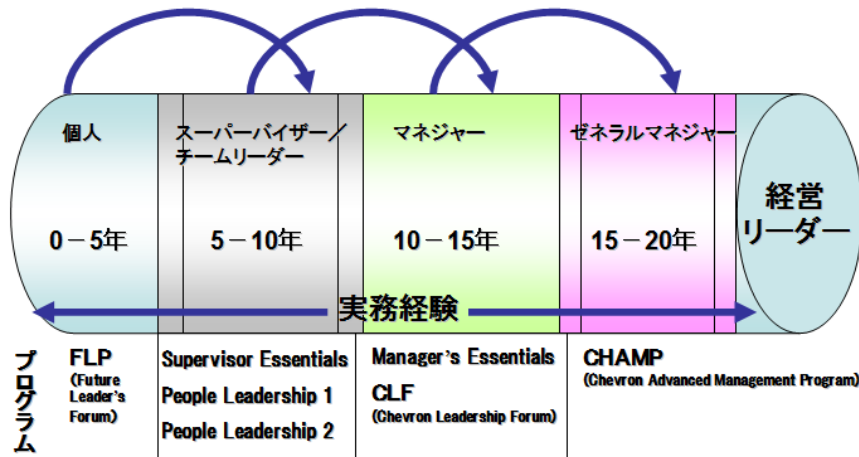 個人
スーパーバイザー/
チームリーダー
マネジャー
ゼネラルマネジャー
経営
リーダー
0－5年
5－10年
10－15年
15－20年
実務経験
プログラム
FLP
(Future
Leader's
Forum)
Supervisor Essentials
People Leadership 1
People Leadership 2
Manager's Essentials
CLF
(Chevron Leadership Forum)
CHAMP
(Chevron Advanced Management Program)